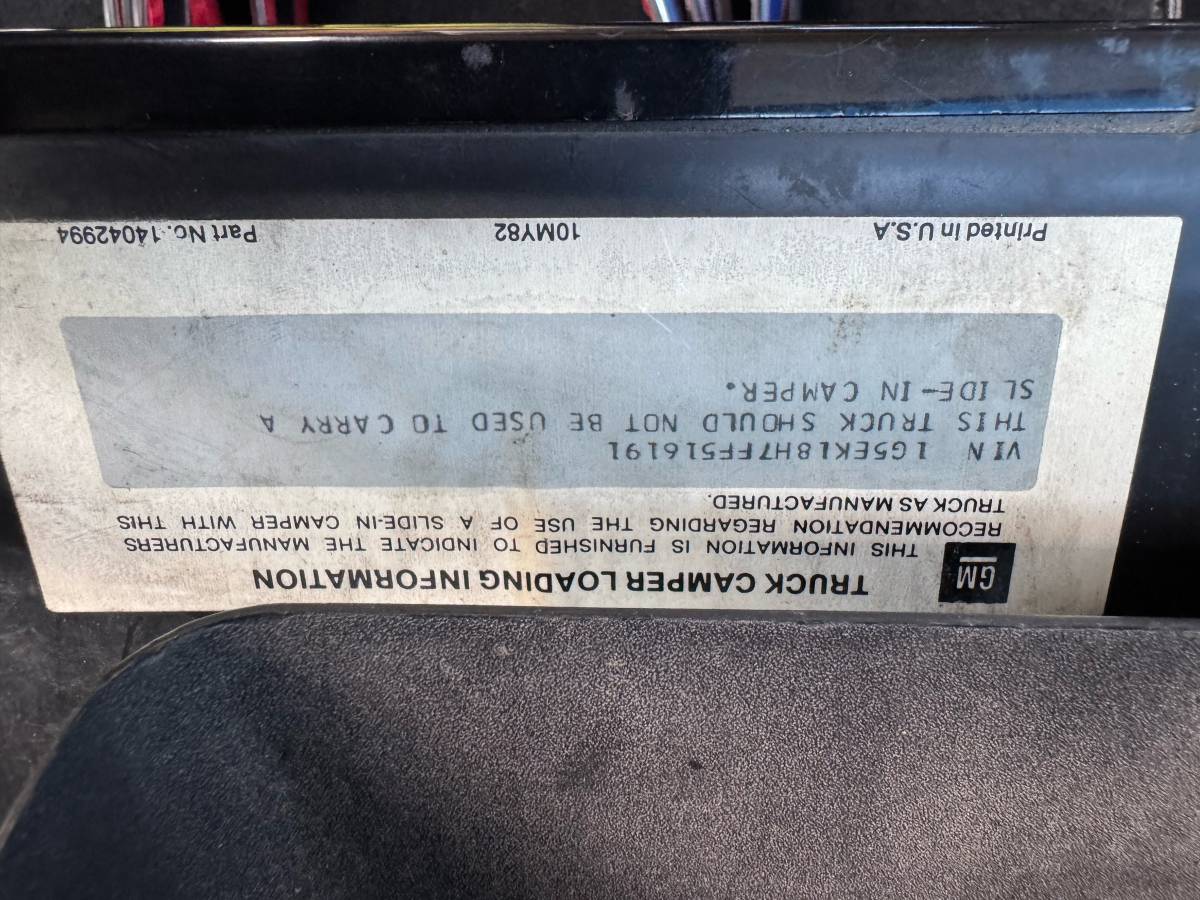 GM
TRUCK CAMPER LOADING INFORMATION
THIS INFORMATION IS FURNISHED TO INDICATE THE MANUFACTURERS
RECOMMENDATION REGARDING THE USE OF A SLIDE-IN CAMPER WITH THIS
TRUCK AS MANUFACTURED.
VIN 1G5EK18H7FF516191
THIS TRUCK SHOULD NOT BE USED TO CARRY A
SLIDE-IN CAMPER.
Printed in U.S.A 10MY82 Part No. 14042994